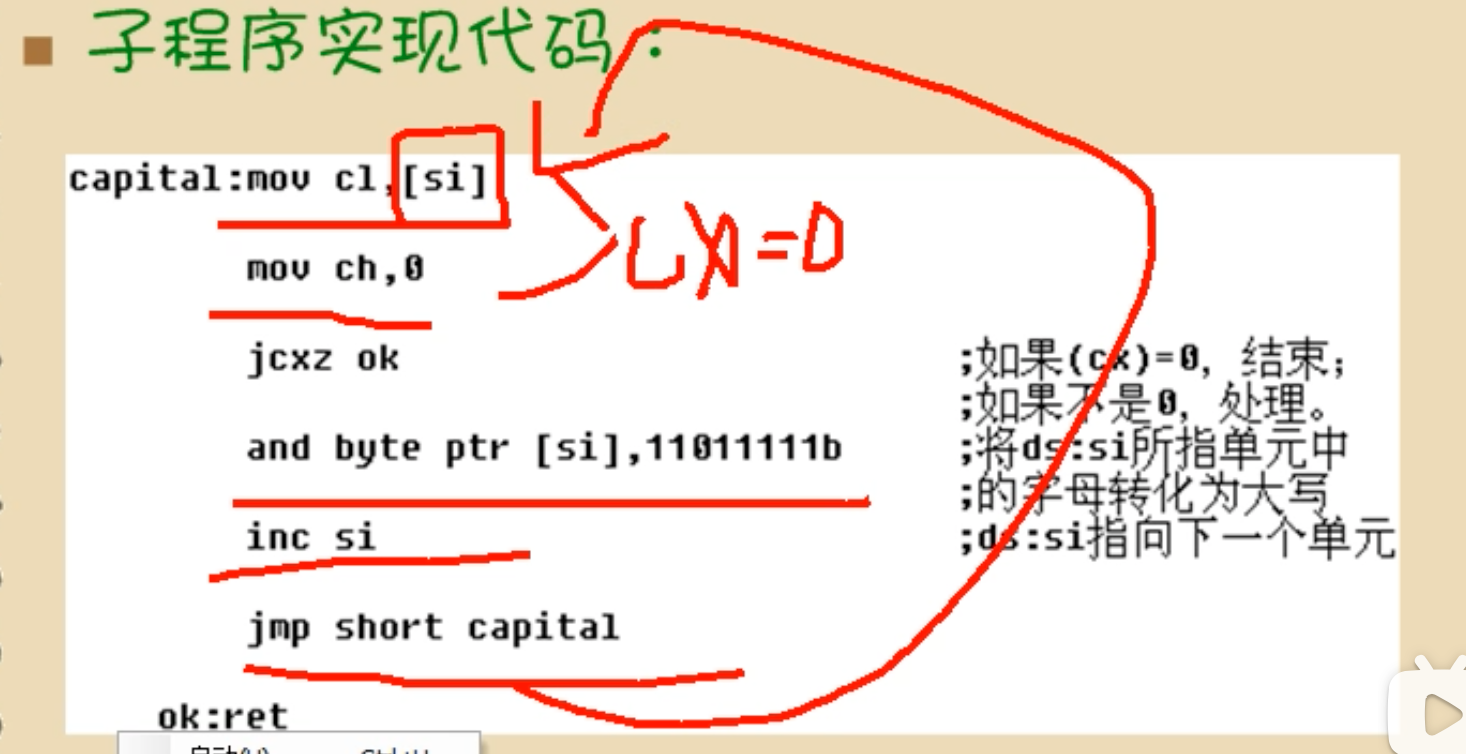 子程序实现代码：
capital:mov cl,[si]
CX=0
mov ch,0
jcxz ok ;如果(cx)=0, 结束;
;如果不是0, 处理。
and byte ptr [si],11011111b ;将ds:si所指单元中
;的字母转化为大写
inc si ;ds:si指向下一个单元
jmp short capital
ok:ret